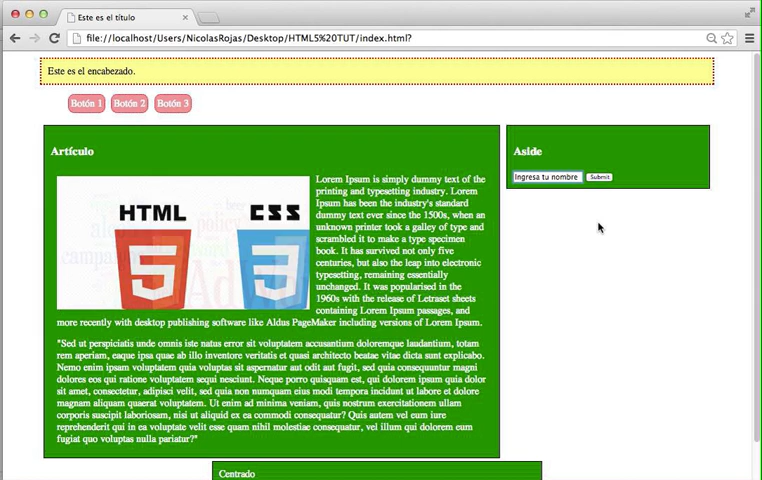 Este es el título
file://localhost/Users/NicolasRojas/Desktop/HTML5%20TUT/index.html?
Este es el encabezado.
Botón 1 Botón 2 Botón 3
Artículo
HTML CSS
5 3
Lorem Ipsum is simply dummy text of the
printing and typesetting industry. Lorem
Ipsum has been the industry's standard
dummy text ever since the 1500s, when an
unknown printer took a galley of type and
scrambled it to make a type specimen
book. It has survived not only five
centuries, but also the leap into electronic
typesetting, remaining essentially
unchanged. It was popularised in the
1960s with the release of Letraset sheets
containing Lorem Ipsum passages, and
more recently with desktop publishing software like Aldus PageMaker including versions of Lorem Ipsum.
"Sed ut perspiciatis unde omnis iste natus error sit voluptatem accusantium doloremque laudantium, totam
rem aperiam, eaque ipsa quae ab illo inventore veritatis et quasi architecto beatae vitae dicta sunt explicabo.
Nemo enim ipsam voluptatem quia voluptas sit aspernatur aut odit aut fugit, sed quia consequuntur magni
dolores eos qui ratione voluptatem sequi nesciunt. Neque porro quisquam est, qui dolorem ipsum quia dolor
sit amet, consectetur, adipisci velit, sed quia non numquam eius modi tempora incidunt ut labore et dolore
magnam aliquam quaerat voluptatem. Ut enim ad minima veniam, quis nostrum exercitationem ullam
corporis suscipit laboriosam, nisi ut aliquid ex ea commodi consequatur? Quis autem vel eum iure
reprehenderit qui in ea voluptate velit esse quam nihil molestiae consequatur, vel illum qui dolorem eum
fugiat quo voluptas nulla pariatur?"
Aside
Ingresa tu nombre Submit
Centrado